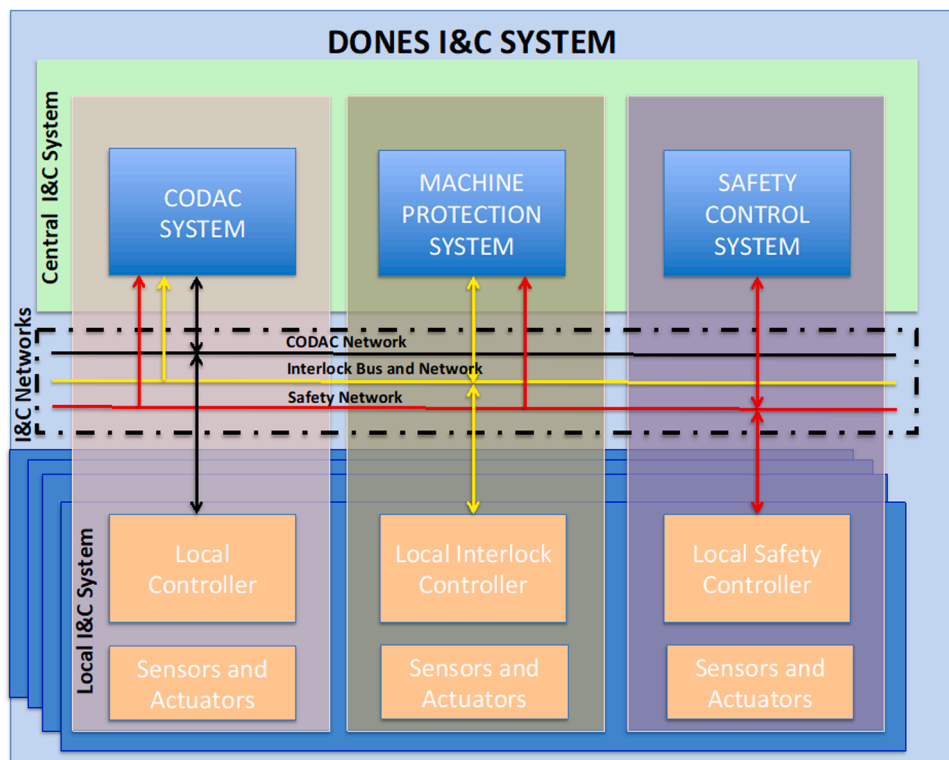 DONES I&C SYSTEM
Central I&C System
CODAC
SYSTEM
MACHINE
PROTECTION
SYSTEM
SAFETY
CONTROL
SYSTEM
I&C Networks
CODAC Network
Interlock Bus and Network
Safety Network
Local I&C System
Local
Controller
Local Interlock
Controller
Local Safety
Controller
Sensors and
Actuators
Sensors and
Actuators
Sensors and
Actuators